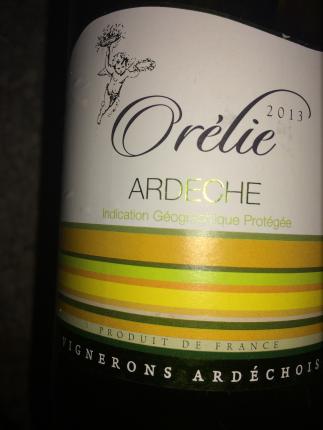 2013
Orélie
ARDECHE
Indication Géographique Protégée
PRODUIT DE FRANCE
VIGNERONS ARDÉCHOIS